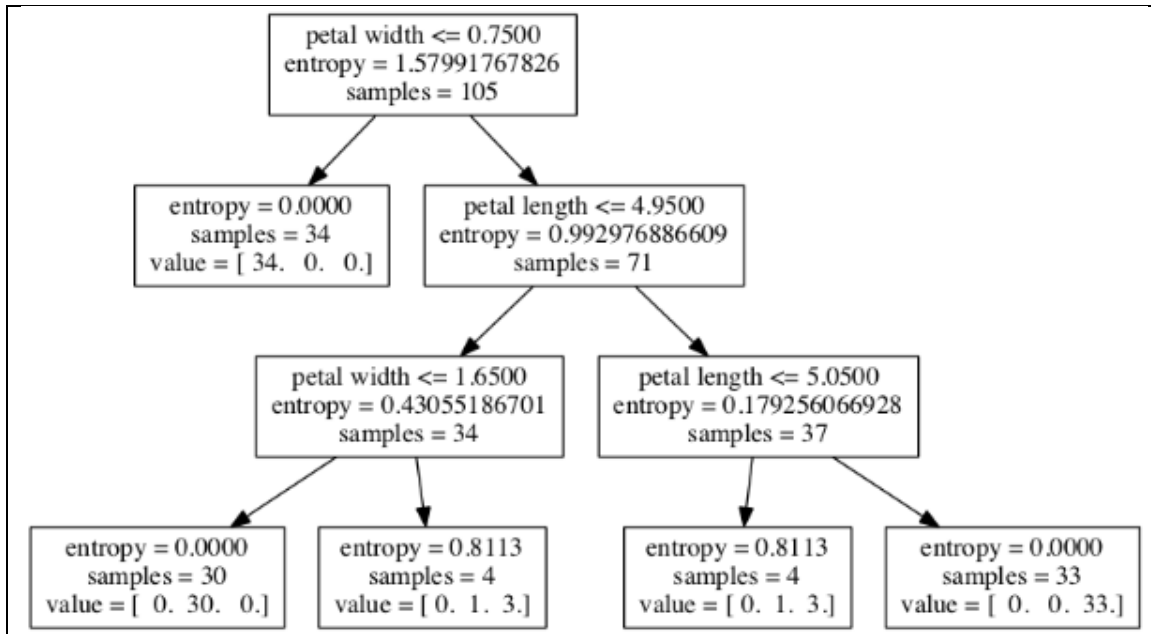 petal width <= 0.7500
entropy = 1.57991767826
samples = 105
entropy = 0.0000
samples = 34
value = [ 34. 0. 0.]
petal length <= 4.9500
entropy = 0.992976886609
samples = 71
petal width <= 1.6500
entropy = 0.43055186701
samples = 34
petal length <= 5.0500
entropy = 0.179256066928
samples = 37
entropy = 0.0000
samples = 30
value = [ 0. 30. 0.]
entropy = 0.8113
samples = 4
value = [ 0. 1. 3.]
entropy = 0.8113
samples = 4
value = [ 0. 1. 3.]
entropy = 0.0000
samples = 33
value = [ 0. 0. 33.]